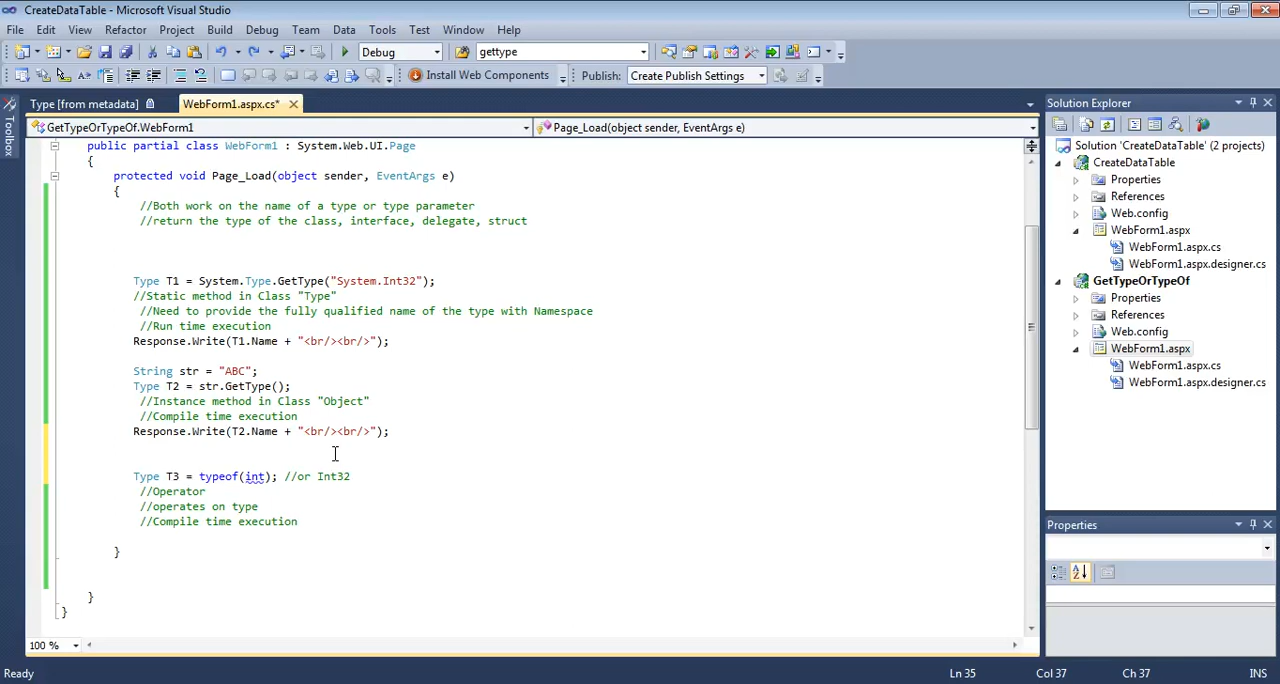 CreateDataTable - Microsoft Visual Studio
File Edit View Refactor Project Build Debug Team Data Tools Test Window Help
Debug gettype
Install Web Components Publish: Create Publish Settings
Type [from metadata] WebForm1.aspx.cs*
GetTypeOrTypeOf.WebForm1 Page_Load(object sender, EventArgs e)
Toolbox
public partial class WebForm1 : System.Web.UI.Page
{
protected void Page_Load(object sender, EventArgs e)
{
//Both work on the name of a type or type parameter
//return the type of the class, interface, delegate, struct
Type T1 = System.Type.GetType("System.Int32");
//Static method in Class "Type"
//Need to provide the fully qualified name of the type with Namespace
//Run time execution
Response.Write(T1.Name + "<br/><br/>");
String str = "ABC";
Type T2 = str.GetType();
//Instance method in Class "Object"
//Compile time execution
Response.Write(T2.Name + "<br/><br/>");
Type T3 = typeof(int); //or Int32
//Operator
//operates on type
//Compile time execution
}
}
}
100 %
Solution Explorer
Solution 'CreateDataTable' (2 projects)
CreateDataTable
Properties
References
Web.config
WebForm1.aspx
WebForm1.aspx.cs
WebForm1.aspx.designer.cs
GetTypeOrTypeOf
Properties
References
Web.config
WebForm1.aspx
WebForm1.aspx.cs
WebForm1.aspx.designer.cs
Properties
Ready Ln 35 Col 37 Ch 37 INS